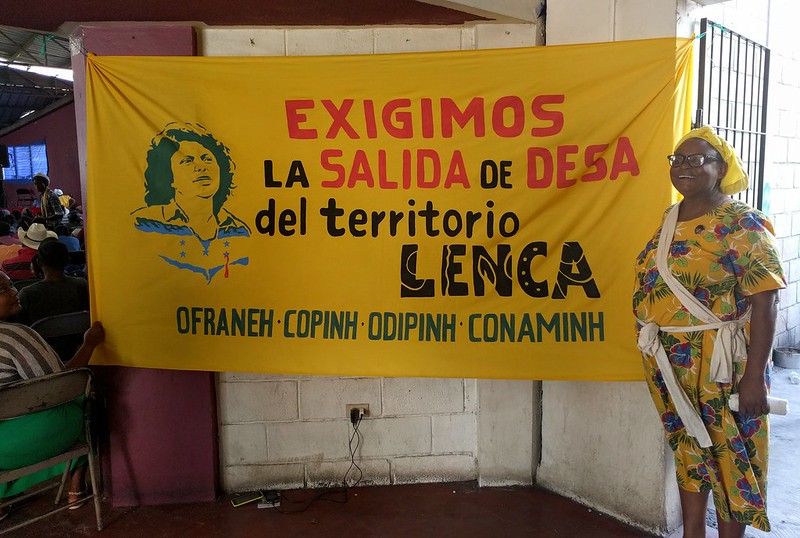 EXIGIMOS
LA SALIDA DE DESA
del territorio
LENCA
OFRANEH · COPINH · ODIPINH · CONAMINH